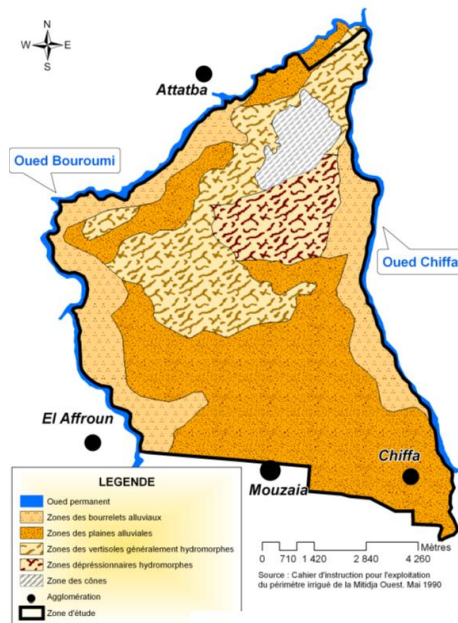 N
W E
S
Attatba
Oued Bouroumi
Oued Chiffa
El Affroun
Chiffa
Mouzaia
LEGENDE
Oued permanent
Zones des bourrelets alluviaux
Zones des plaines alluviales
Zones des vertisoles généralement hydromorphes
Zones dépréssionnaires hydromorphes
Zone des cônes
Agglomération
Zone d'étude
Mètres
0 710 1 420 2 840 4 260
Source : Cahier d'instruction pour l'exploitation
du périmètre irrigué de la Mitidja Ouest. Mai 1990